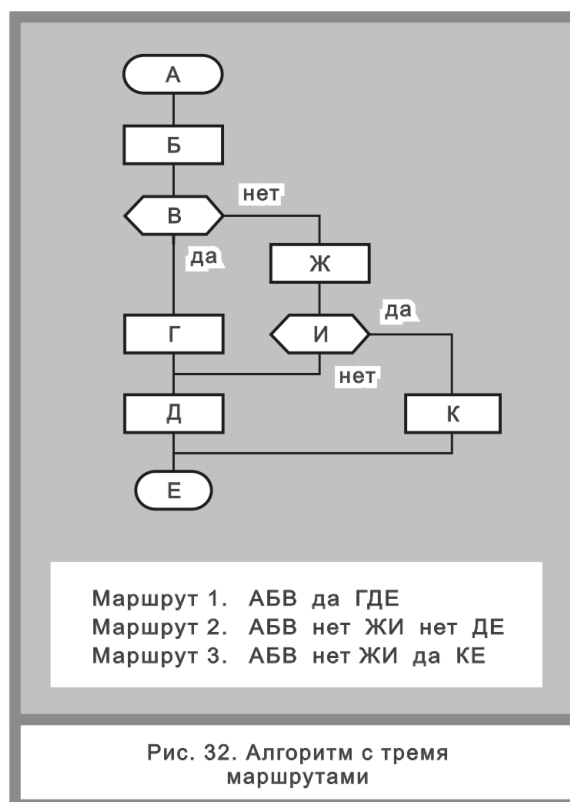 А
Б
В
нет
да
Ж
Г
И
да
нет
Д
К
Е
Маршрут 1. АБВ да ГДЕ
Маршрут 2. АБВ нет ЖИ нет ДЕ
Маршрут 3. АБВ нет ЖИ да КЕ
Рис. 32. Алгоритм с тремя
маршрутами